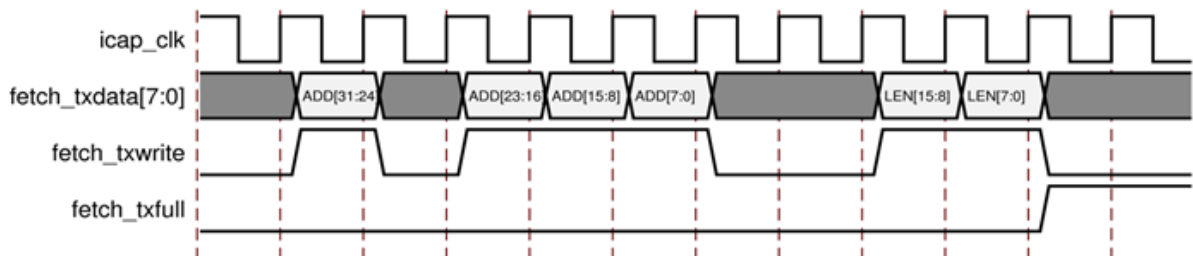 icap_clk
fetch_txdata[7:0] ADD[31:24 ADD[23:16] ADD[15:8] ADD[7:0] LEN[15:8] LEN[7:0]
fetch_txwrite
fetch_txfull